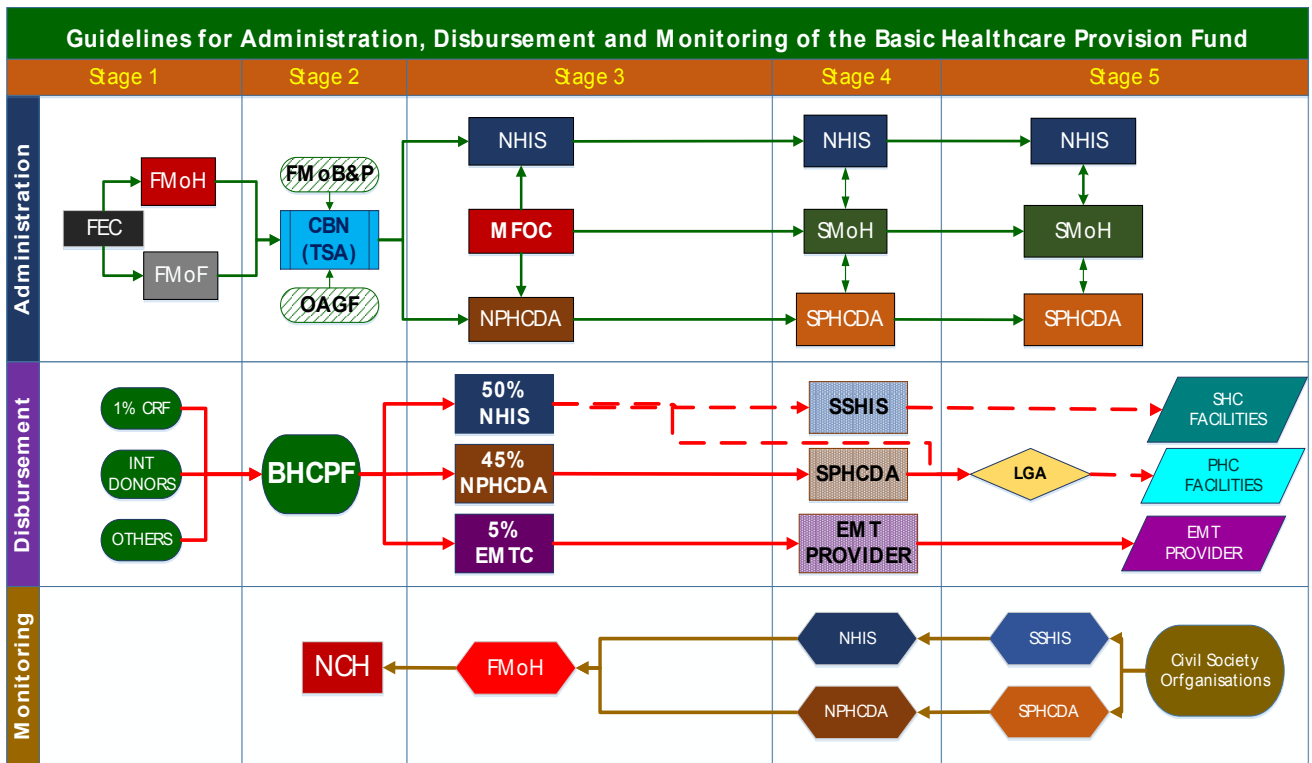 Guidelines for Administration, Disbursement and Monitoring of the Basic Healthcare Provision Fund
Stage 1
Stage 2
Stage 3
Stage 4
Stage 5
Administration
FEC
FMoH
FMoF
FMoB&P
CBN
(TSA)
OAGF
NHIS
MFOC
NPHCDA
NHIS
SMoH
SPHCDA
NHIS
SMoH
SPHCDA
Disbursement
1% CRF
INT
DONORS
OTHERS
BHCPF
50%
NHIS
45%
NPHCDA
5%
EMTC
SSHIS
SPHCDA
EMT
PROVIDER
LGA
SHC
FACILITIES
PHC
FACILITIES
EMT
PROVIDER
Monitoring
NCH
FMoH
NHIS
NPHCDA
SSHIS
SPHCDA
Civil Society
Orfganisations